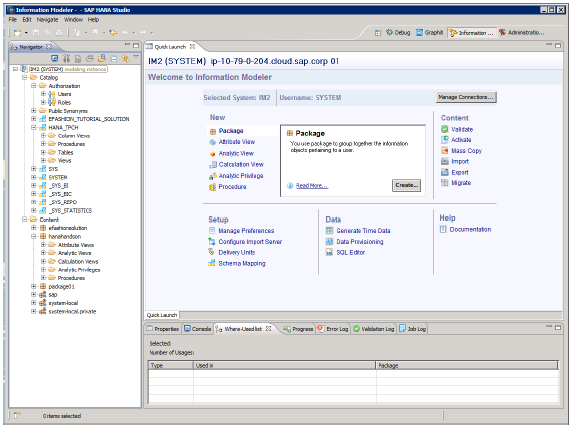 Information Modeler - - SAP HANA Studio
File Edit Navigate Window Help
Debug Graphit Information ... Administratio...
Navigator
Quick Launch
IM2 (SYSTEM) modeling instance
Catalog
Authorization
Users
Roles
Public Synonyms
EFASHION_TUTORIAL_SOLUTION
HANA_TPCH
Column Views
Procedures
Tables
Views
SYS
SYSTEM
_SYS_BI
_SYS_BIC
_SYS_REPO
_SYS_STATISTICS
Content
efashionsolution
hanahandson
Attribute Views
Analytic Views
Calculation Views
Analytic Privileges
Procedures
package01
sap
system-local
system-local.private
IM2 (SYSTEM) ip-10-79-0-204.cloud.sap.corp 01
Welcome to Information Modeler
Selected System: IM2
Username: SYSTEM
Manage Connections...
New
Package
Attribute View
Analytic View
Calculation View
Analytic Privilege
Procedure
Package
You use package to group together the information
objects pertening to a user.
Read More...
Create...
Content
Validate
Activate
Mass Copy
Import
Export
Migrate
Setup
Manage Preferences
Configure Import Server
Delivery Units
Schema Mapping
Data
Generate Time Data
Data Provisioning
SQL Editor
Help
Documentation
Quick Launch
Properties Console Where-Used list Progress Error Log Validation Log Job Log
Selected:
Number of Usages:
Type Used in Package
0 items selected